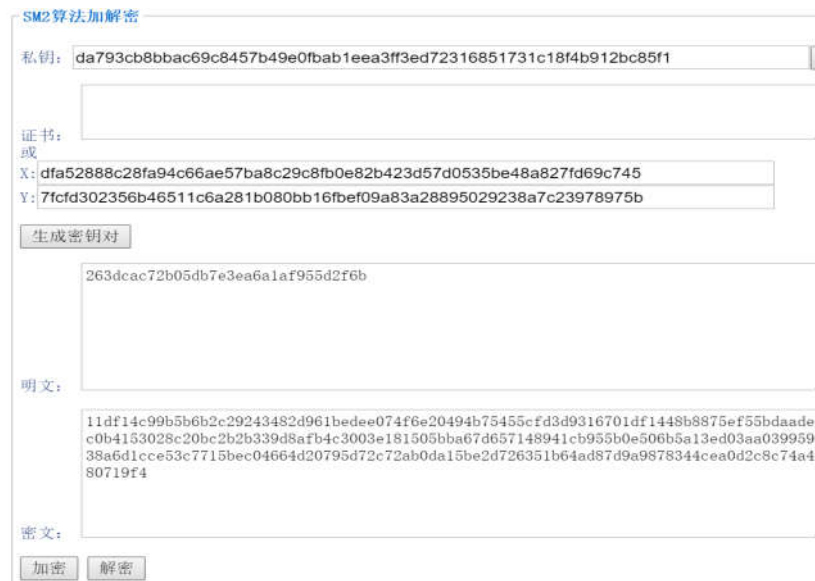 SM2算法加解密
私钥: da793cb8bbac69c8457b49e0fbab1eea3ff3ed72316851731c18f4b912bc85f1
证书:
或
X: dfa52888c28fa94c66ae57ba8c29c8fb0e82b423d57d0535be48a827fd69c745
Y: 7fcfd302356b46511c6a281b080bb16fbef09a83a28895029238a7c23978975b
生成密钥对
263dcac72b05db7e3ea6a1af955d2f6b
明文:
11df14c99b5b6b2c29243482d961bedee074f6e20494b75455cfd3d9316701df1448b8875ef55bdaade
c0b4153028c20bc2b2b339d8afb4c3003e181505bba67d657148941cb955b0e506b5a13ed03aa039959
38a6d1cce53c7715bec04664d20795d72c72ab0da15be2d726351b64ad87d9a9878344cea0d2c8c74a4
80719f4
密文:
加密 解密